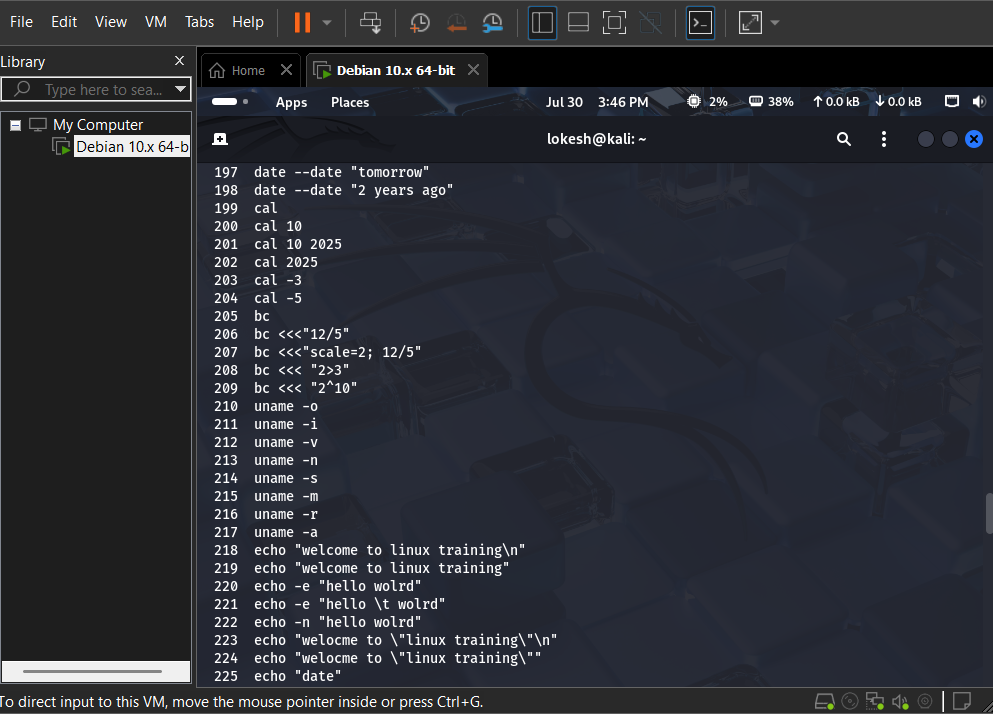 File Edit View VM Tabs Help
Library
Home
Debian 10.x 64-bit
Type here to sea...
My Computer
Debian 10.x 64-b
Apps Places Jul 30 3:46 PM 2% 38% ↑0.0 kB ↓0.0 kB
lokesh@kali: ~
197 date --date "tomorrow"
198 date --date "2 years ago"
199 cal
200 cal 10
201 cal 10 2025
202 cal 2025
203 cal -3
204 cal -5
205 bc
206 bc <<<"12/5"
207 bc <<<"scale=2; 12/5"
208 bc <<< "2>3"
209 bc <<< "2^10"
210 uname -o
211 uname -i
212 uname -v
213 uname -n
214 uname -s
215 uname -m
216 uname -r
217 uname -a
218 echo "welcome to linux training\n"
219 echo "welcome to linux training"
220 echo -e "hello wolrd"
221 echo -e "hello \t wolrd"
222 echo -n "hello wolrd"
223 echo "welocme to \"linux training\"\n"
224 echo "welocme to \"linux training\""
225 echo "date"
To direct input to this VM, move the mouse pointer inside or press Ctrl+G.